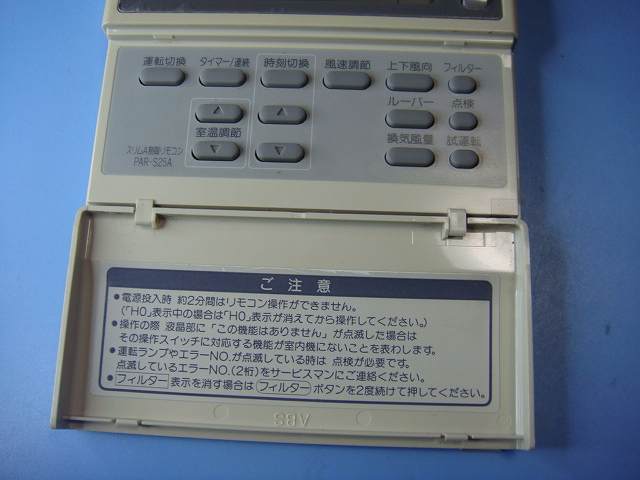 運転切換 タイマー/連続 時刻切換 風速調節 上下風向 フィルター
ルーバー 点検
室温調節 換気風量 試運転
スリムA別置リモコン
PAR-S25A
ご注意
●電源投入時 約2分間はリモコン操作ができません。
(「HO」表示中の場合は「HO」表示が消えてから操作してください。)
●操作の際 液晶部に "この機能はありません" が点滅した場合は
その操作スイッチに対応する機能が室内機にないことを表わします。
●運転ランプやエラーNO.が点滅している時は 点検が必要です。
点滅しているエラーNO.(2桁)をサービスマンにご連絡ください。
●フィルター 表示を消す場合は フィルター ボタンを2度続けて押してください。
ABS